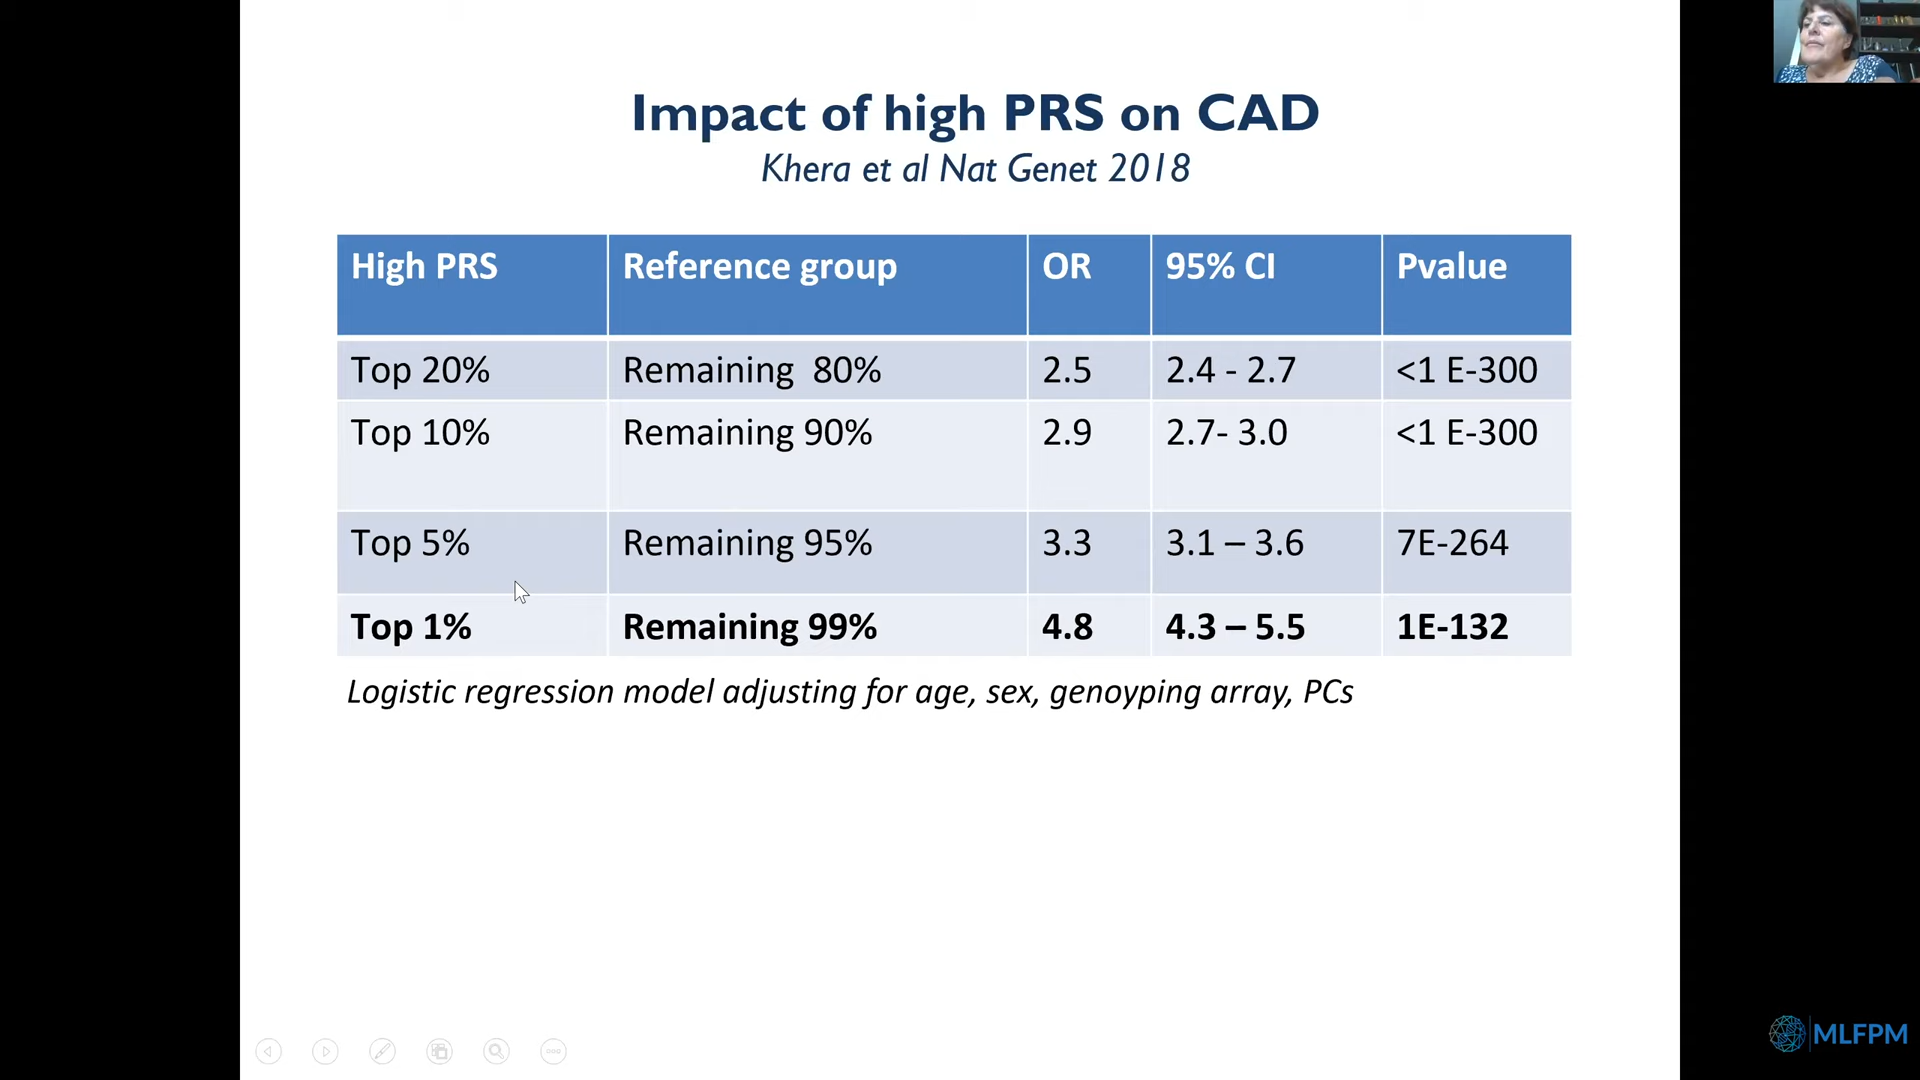 Impact of high PRS on CAD
Khera et al Nat Genet 2018
High PRS Reference group OR 95% CI Pvalue
Top 20% Remaining 80% 2.5 2.4 - 2.7 <1 E-300
Top 10% Remaining 90% 2.9 2.7- 3.0 <1 E-300
Top 5% Remaining 95% 3.3 3.1 – 3.6 7E-264
Top 1% Remaining 99% 4.8 4.3 – 5.5 1E-132
Logistic regression model adjusting for age, sex, genoyping array, PCs
MLFPM